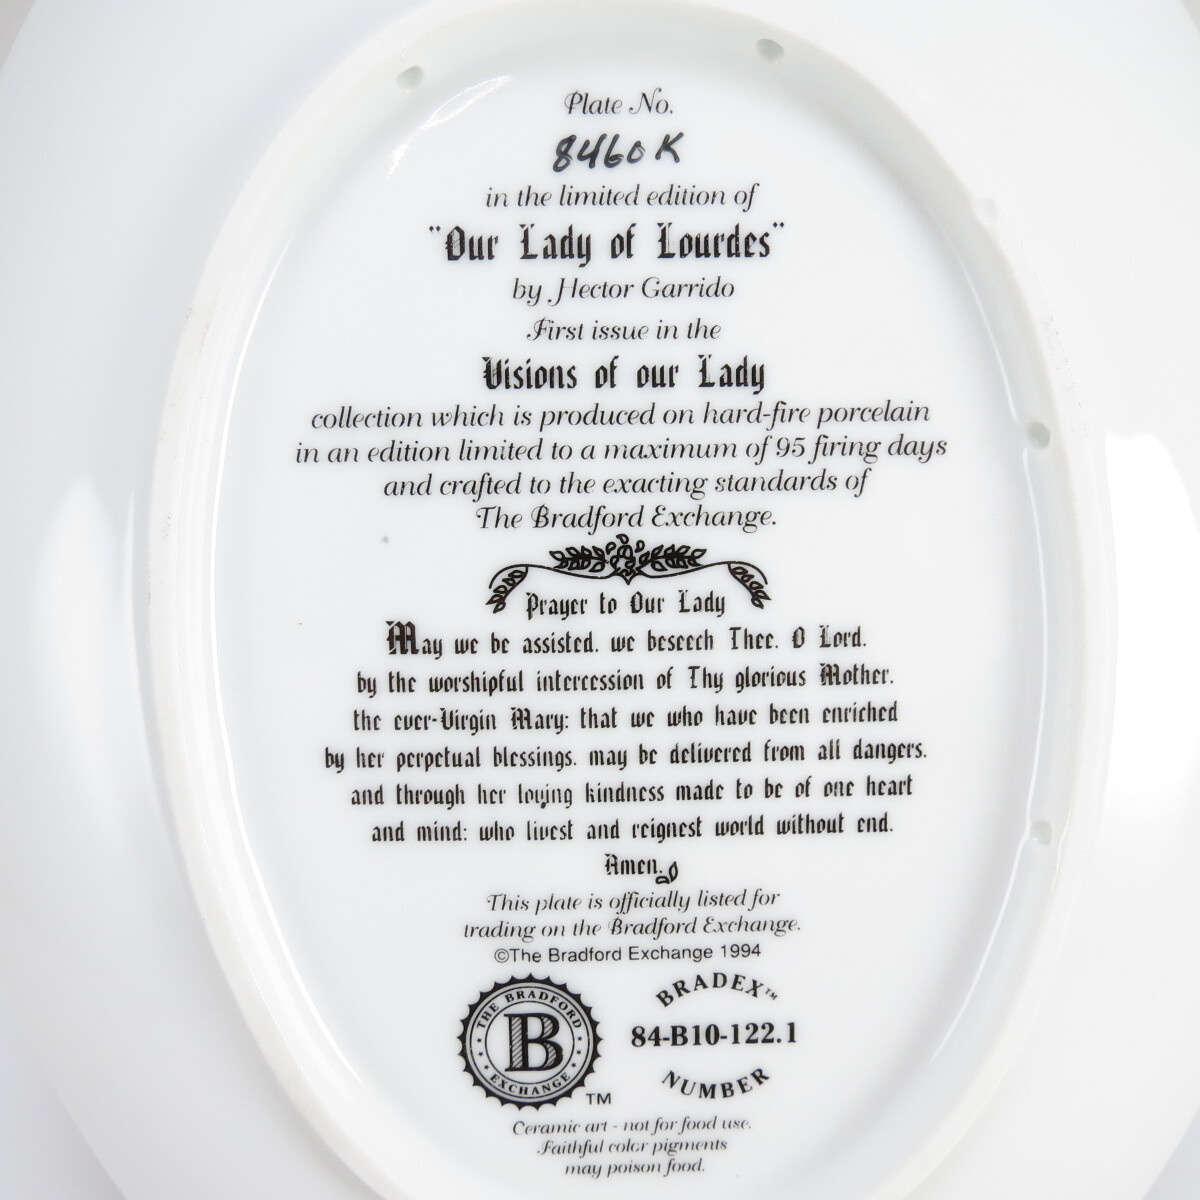 Plate No.
8460K
in the limited edition of
"Our Lady of Lourdes"
by Hector Garrido
First issue in the
Visions of our Lady
collection which is produced on hard-fire porcelain
in an edition limited to a maximum of 95 firing days
and crafted to the exacting standards of
The Bradford Exchange.
Prayer to Our Lady
May we be assisted, we beseech Thee, O Lord,
by the worshipful intercession of Thy glorious Mother,
the ever-Virgin Mary; that we who have been enriched
by her perpetual blessings, may be delivered from all dangers,
and through her loving kindness made to be of one heart
and mind; who livest and reignest world without end.
Amen.
This plate is officially listed for
trading on the Bradford Exchange.
©The Bradford Exchange 1994
THE BRADFORD
B
EXCHANGE
TM
BRADEX™
84-B10-122.1
NUMBER
Ceramic art - not for food use.
Faithful color pigments
may poison food.